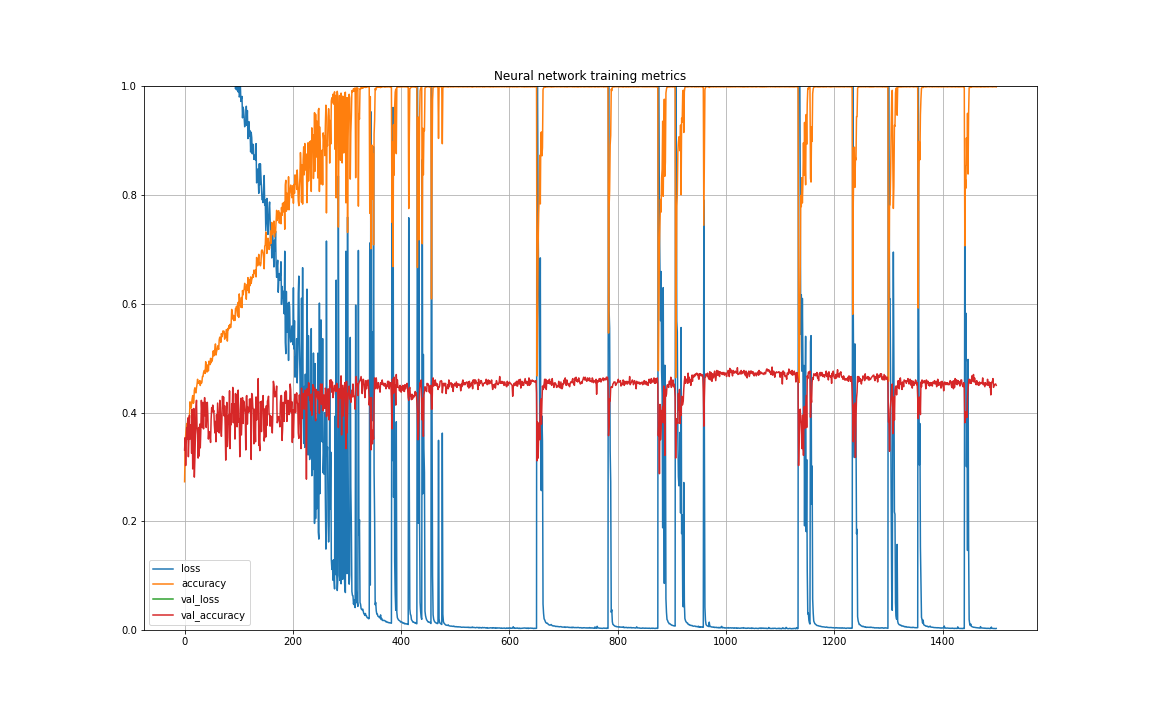 Neural network training metrics
1.0
0.8
0.6
0.4
0.2
0.0
loss
accuracy
val_loss
val_accuracy
0 200 400 600 800 1000 1200 1400